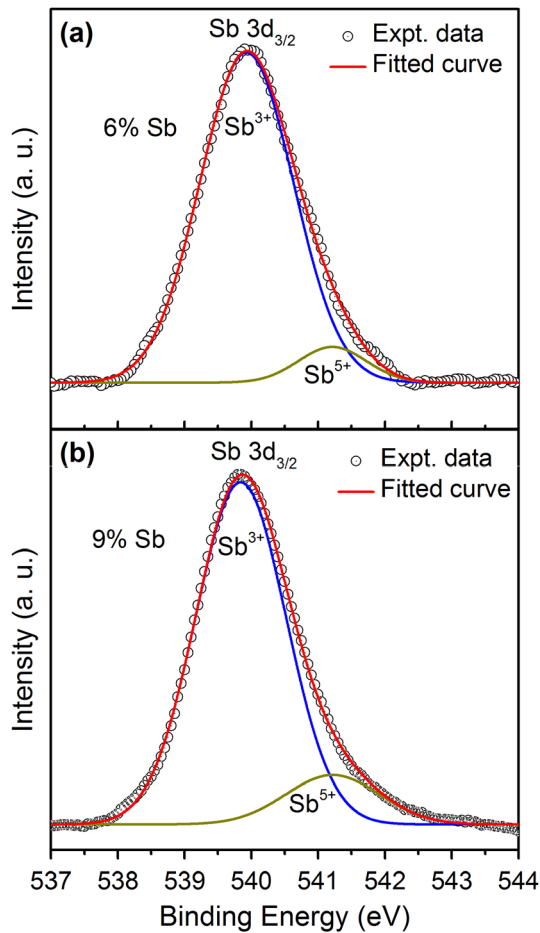 (a)
Sb 3d3/2
Expt. data
Fitted curve
6% Sb
Sb3+
Sb5+
Intensity (a. u.)
(b)
Sb 3d3/2
Expt. data
Fitted curve
9% Sb
Sb3+
Sb5+
Intensity (a. u.)
537 538 539 540 541 542 543 544
Binding Energy (eV)